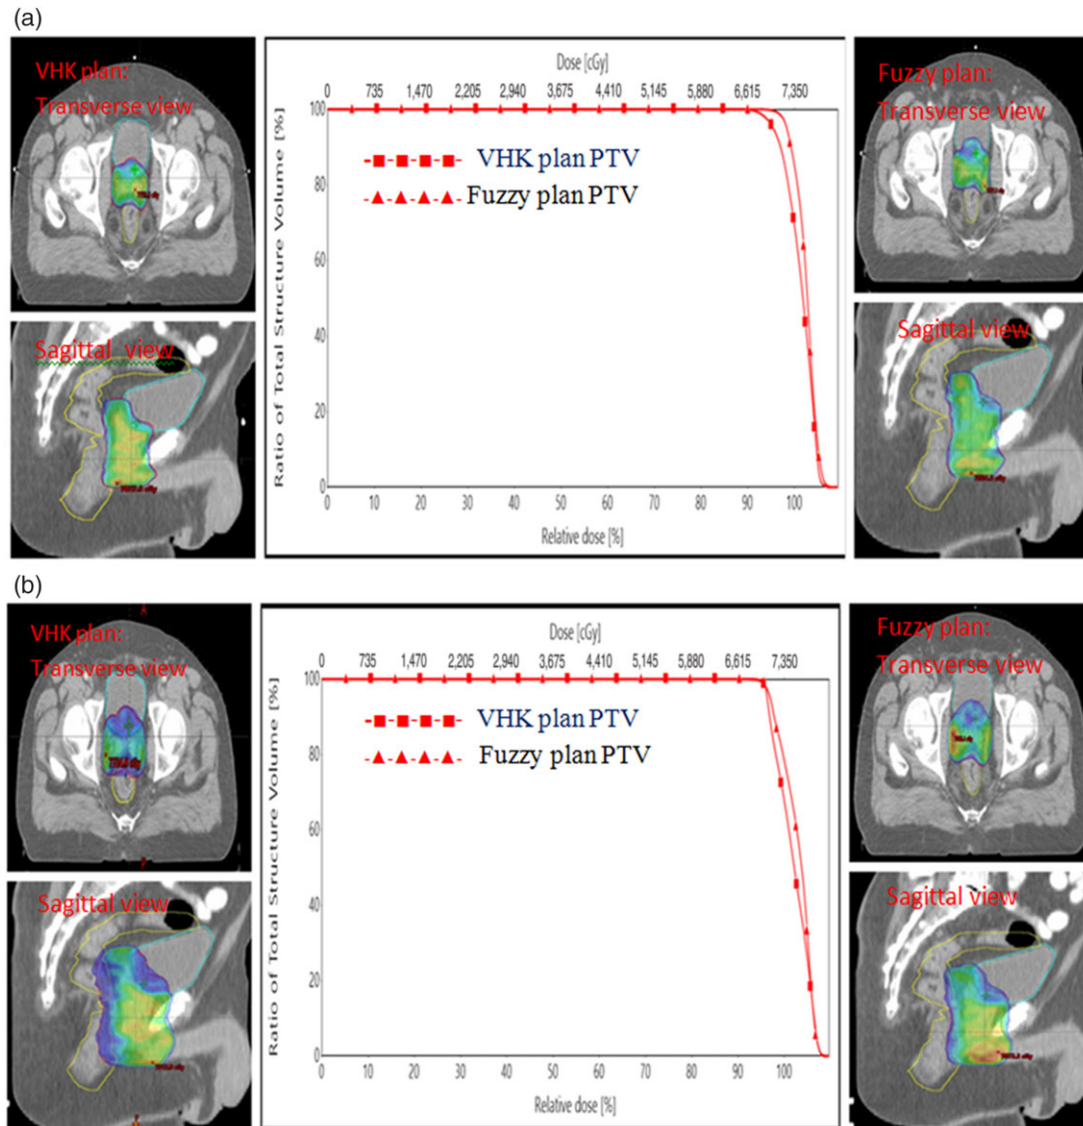 (a)
VHK plan:
Transverse view
Sagittal view
Dose [cGy]
0 735 1,470 2,205 2,940 3,675 4,410 5,145 5,880 6,615 7,350
Ratio of Total Structure Volume [%]
100
80
60
40
20
0
VHK plan PTV
Fuzzy plan PTV
0 10 20 30 40 50 60 70 80 90 100
Relative dose [%]
Fuzzy plan:
Transverse view
Sagittal view
(b)
A
VHK plan:
Transverse view
P
Sagittal view
Dose [cGy]
0 735 1,470 2,205 2,940 3,675 4,410 5,145 5,880 6,615 7,350
Ratio of Total Structure Volume [%]
100
80
60
40
20
0
VHK plan PTV
Fuzzy plan PTV
0 10 20 30 40 50 60 70 80 90 100
Relative dose [%]
Fuzzy plan:
Transverse view
Sagittal view